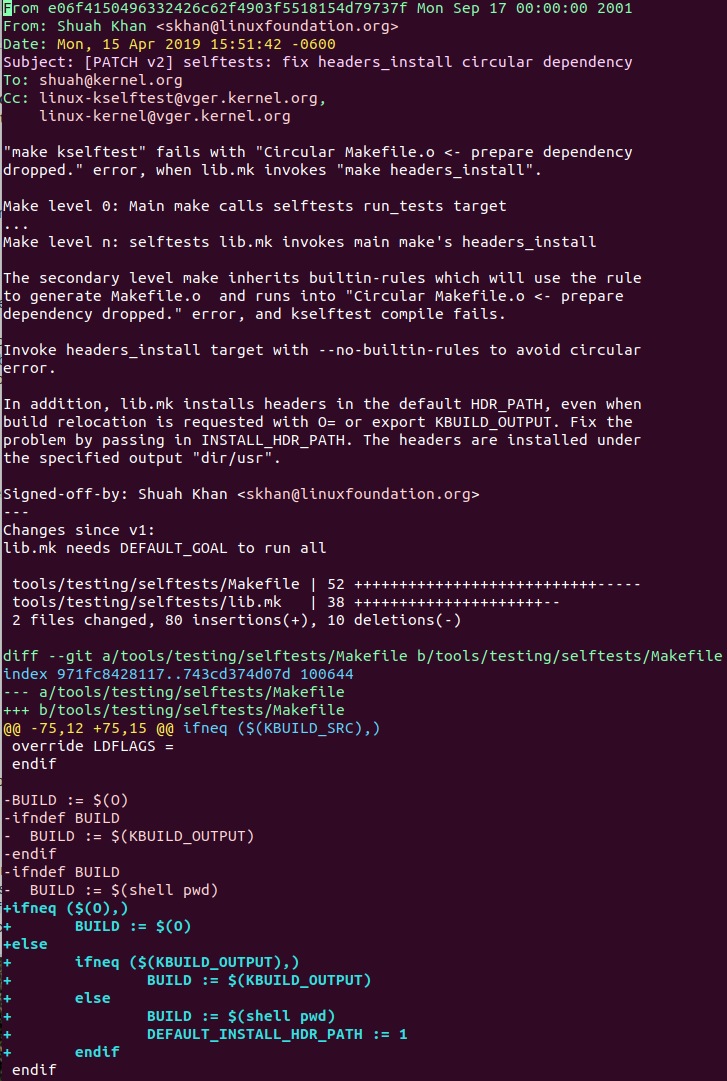 From e06f4150496332426c62f4903f5518154d79737f Mon Sep 17 00:00:00 2001
From: Shuah Khan <skhan@linuxfoundation.org>
Date: Mon, 15 Apr 2019 15:51:42 -0600
Subject: [PATCH v2] selftests: fix headers_install circular dependency
To: shuah@kernel.org
Cc: linux-kselftest@vger.kernel.org,
    linux-kernel@vger.kernel.org

"make kselftest" fails with "Circular Makefile.o <- prepare dependency
dropped." error, when lib.mk invokes "make headers_install".

Make level 0: Main make calls selftests run_tests target
...
Make level n: selftests lib.mk invokes main make's headers_install

The secondary level make inherits builtin-rules which will use the rule
to generate Makefile.o  and runs into "Circular Makefile.o <- prepare
dependency dropped." error, and kselftest compile fails.

Invoke headers_install target with --no-builtin-rules to avoid circular
error.

In addition, lib.mk installs headers in the default HDR_PATH, even when
build relocation is requested with O= or export KBUILD_OUTPUT. Fix the
problem by passing in INSTALL_HDR_PATH. The headers are installed under
the specified output "dir/usr".

Signed-off-by: Shuah Khan <skhan@linuxfoundation.org>
---
Changes since v1:
lib.mk needs DEFAULT_GOAL to run all

 tools/testing/selftests/Makefile | 52 +++++++++++++++++++++++++++-----
 tools/testing/selftests/lib.mk   | 38 +++++++++++++++++++++--
 2 files changed, 80 insertions(+), 10 deletions(-)

diff --git a/tools/testing/selftests/Makefile b/tools/testing/selftests/Makefile
index 971fc8428117..743cd374d07d 100644
--- a/tools/testing/selftests/Makefile
+++ b/tools/testing/selftests/Makefile
@@ -75,12 +75,15 @@ ifneq ($(KBUILD_SRC),)
 override LDFLAGS =
 endif

-BUILD := $(O)
-ifndef BUILD
-  BUILD := $(KBUILD_OUTPUT)
-endif
-ifndef BUILD
-  BUILD := $(shell pwd)
+ifneq ($(O),)
+       BUILD := $(O)
+else
+       ifneq ($(KBUILD_OUTPUT),)
+               BUILD := $(KBUILD_OUTPUT)
+       else
+               BUILD := $(shell pwd)
+               DEFAULT_INSTALL_HDR_PATH := 1
+       endif
 endif